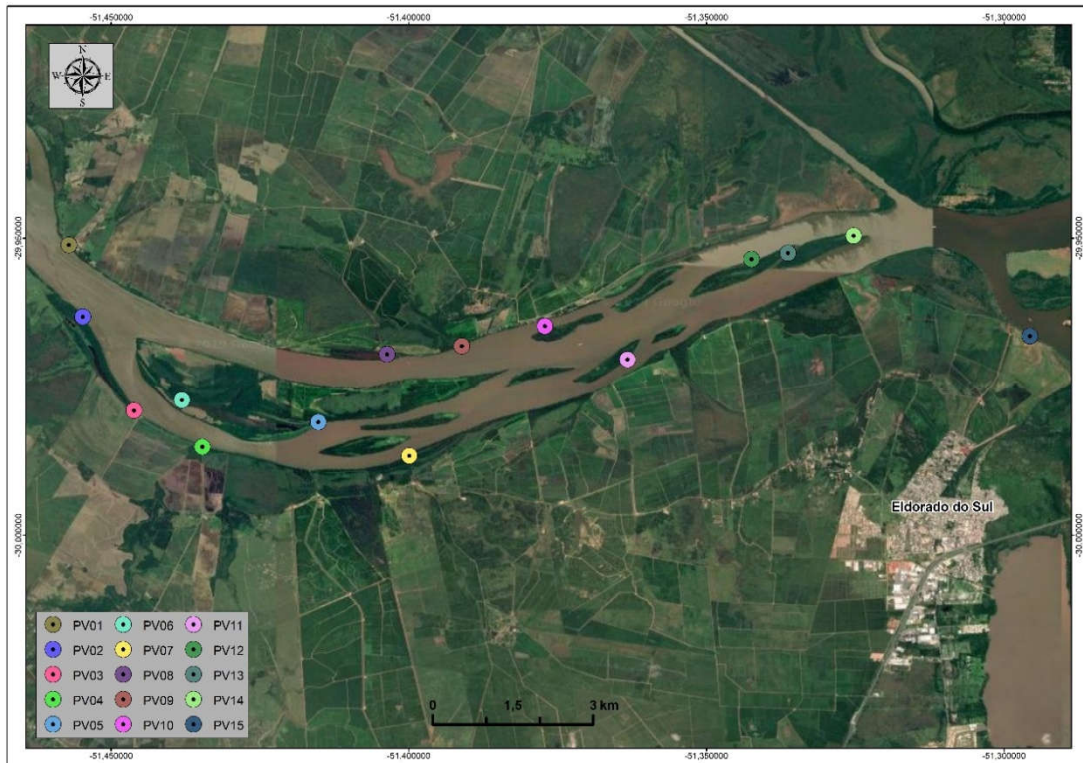 -51,450000 -51,400000 -51,350000 -51,300000
N
W E
S
-29,950000 -29,950000
Eldorado do Sul
-30,000000 -30,000000
PV01 PV06 PV11
PV02 PV07 PV12
PV03 PV08 PV13
PV04 PV09 PV14
PV05 PV10 PV15
0 1,5 3 km
-51,450000 -51,400000 -51,350000 -51,300000